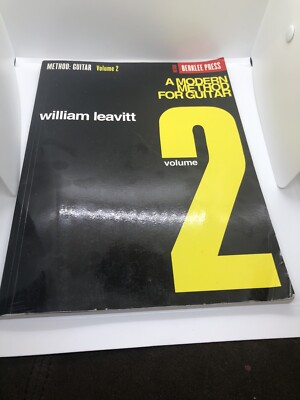 METHOD: GUITAR Volume 2
BERKLEE PRESS
A MODERN
METHOD
FOR GUITAR
william leavitt
volume
2